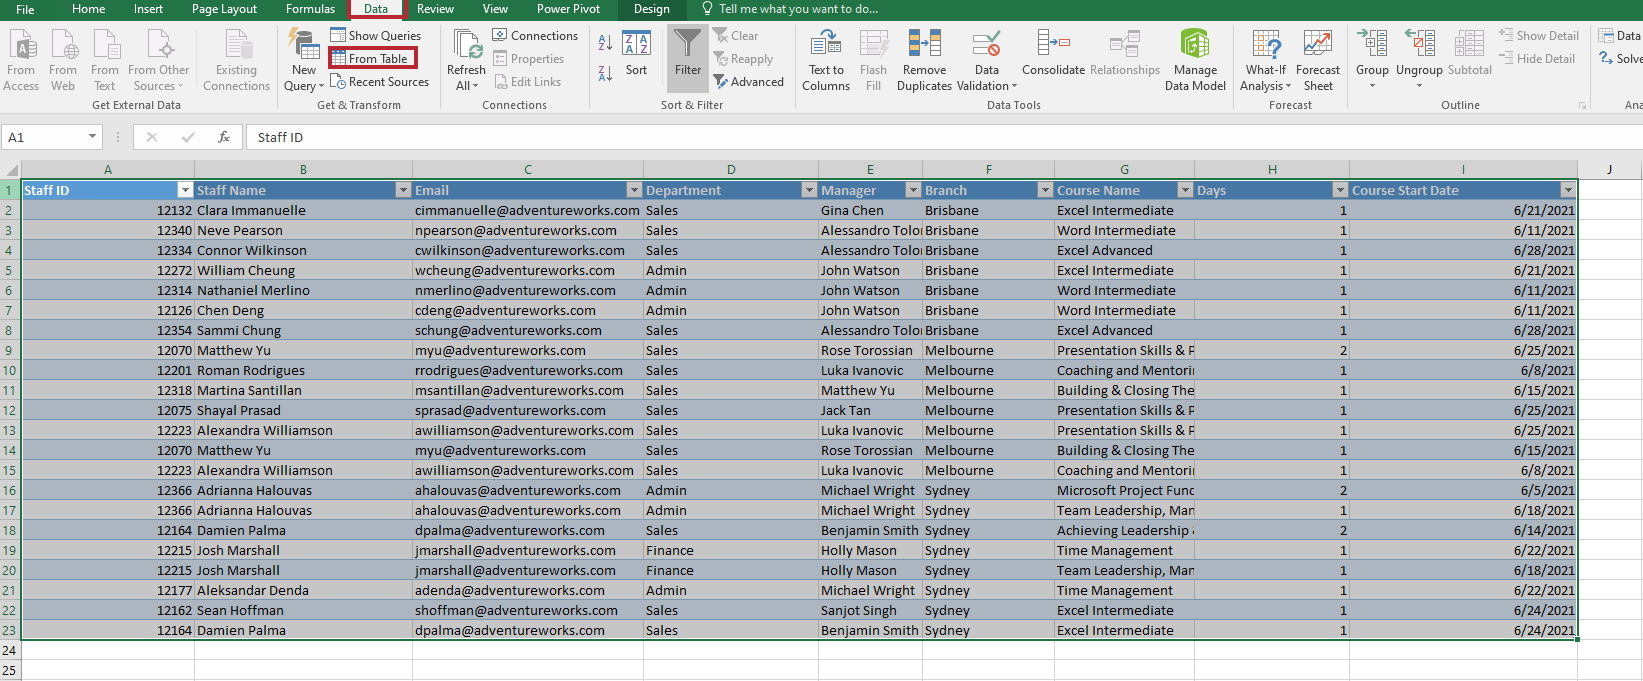 File Home Insert Page Layout Formulas Data Review View Power Pivot Design Tell me what you want to do...
From Access
From Web
From Text
From Other Sources
Get External Data
Existing Connections
New Query
Show Queries
From Table
Recent Sources
Get & Transform
Refresh All
Connections
Properties
Edit Links
Connections
Sort
Filter
Clear
Reapply
Advanced
Sort & Filter
Text to Columns
Flash Fill
Remove Duplicates
Data Validation
Consolidate
Relationships
Manage Data Model
Data Tools
What-If Analysis
Forecast Sheet
Forecast
Group
Ungroup
Subtotal
Show Detail
Hide Detail
Outline
Data
Solve
Ana
A1 fx Staff ID
A B C D E F G H I J
1 Staff ID Staff Name Email Department Manager Branch Course Name Days Course Start Date
2 12132 Clara Immanuelle cimmanuelle@adventureworks.com Sales Gina Chen Brisbane Excel Intermediate 1 6/21/2021
3 12340 Neve Pearson npearson@adventureworks.com Sales Alessandro Tolo Brisbane Word Intermediate 1 6/11/2021
4 12334 Connor Wilkinson cwilkinson@adventureworks.com Sales Alessandro Tolo Brisbane Excel Advanced 1 6/28/2021
5 12272 William Cheung wcheung@adventureworks.com Admin John Watson Brisbane Excel Intermediate 1 6/21/2021
6 12314 Nathaniel Merlino nmerlino@adventureworks.com Admin John Watson Brisbane Word Intermediate 1 6/11/2021
7 12126 Chen Deng cdeng@adventureworks.com Admin John Watson Brisbane Word Intermediate 1 6/11/2021
8 12354 Sammi Chung schung@adventureworks.com Sales Alessandro Tolo Brisbane Excel Advanced 1 6/28/2021
9 12070 Matthew Yu myu@adventureworks.com Sales Rose Torossian Melbourne Presentation Skills & P 2 6/25/2021
10 12201 Roman Rodrigues rrodrigues@adventureworks.com Sales Luka Ivanovic Melbourne Coaching and Mentorin 1 6/8/2021
11 12318 Martina Santillan msantillan@adventureworks.com Sales Matthew Yu Melbourne Building & Closing The 1 6/15/2021
12 12075 Shayal Prasad sprasad@adventureworks.com Sales Jack Tan Melbourne Presentation Skills & P 1 6/25/2021
13 12223 Alexandra Williamson awilliamson@adventureworks.com Sales Luka Ivanovic Melbourne Presentation Skills & P 1 6/25/2021
14 12070 Matthew Yu myu@adventureworks.com Sales Rose Torossian Melbourne Building & Closing The 1 6/15/2021
15 12223 Alexandra Williamson awilliamson@adventureworks.com Sales Luka Ivanovic Melbourne Coaching and Mentorin 1 6/8/2021
16 12366 Adrianna Halouvas ahalouvas@adventureworks.com Admin Michael Wright Sydney Microsoft Project Func 2 6/5/2021
17 12366 Adrianna Halouvas ahalouvas@adventureworks.com Admin Michael Wright Sydney Team Leadership, Man 1 6/18/2021
18 12164 Damien Palma dpalma@adventureworks.com Sales Benjamin Smith Sydney Achieving Leadership 2 6/14/2021
19 12215 Josh Marshall jmarshall@adventureworks.com Finance Holly Mason Sydney Time Management 1 6/22/2021
20 12215 Josh Marshall jmarshall@adventureworks.com Finance Holly Mason Sydney Team Leadership, Man 1 6/18/2021
21 12177 Aleksandar Denda adenda@adventureworks.com Admin Michael Wright Sydney Time Management 1 6/22/2021
22 12162 Sean Hoffman shoffman@adventureworks.com Sales Sanjot Singh Sydney Excel Intermediate 1 6/24/2021
23 12164 Damien Palma dpalma@adventureworks.com Sales Benjamin Smith Sydney Excel Intermediate 1 6/24/2021
24
25